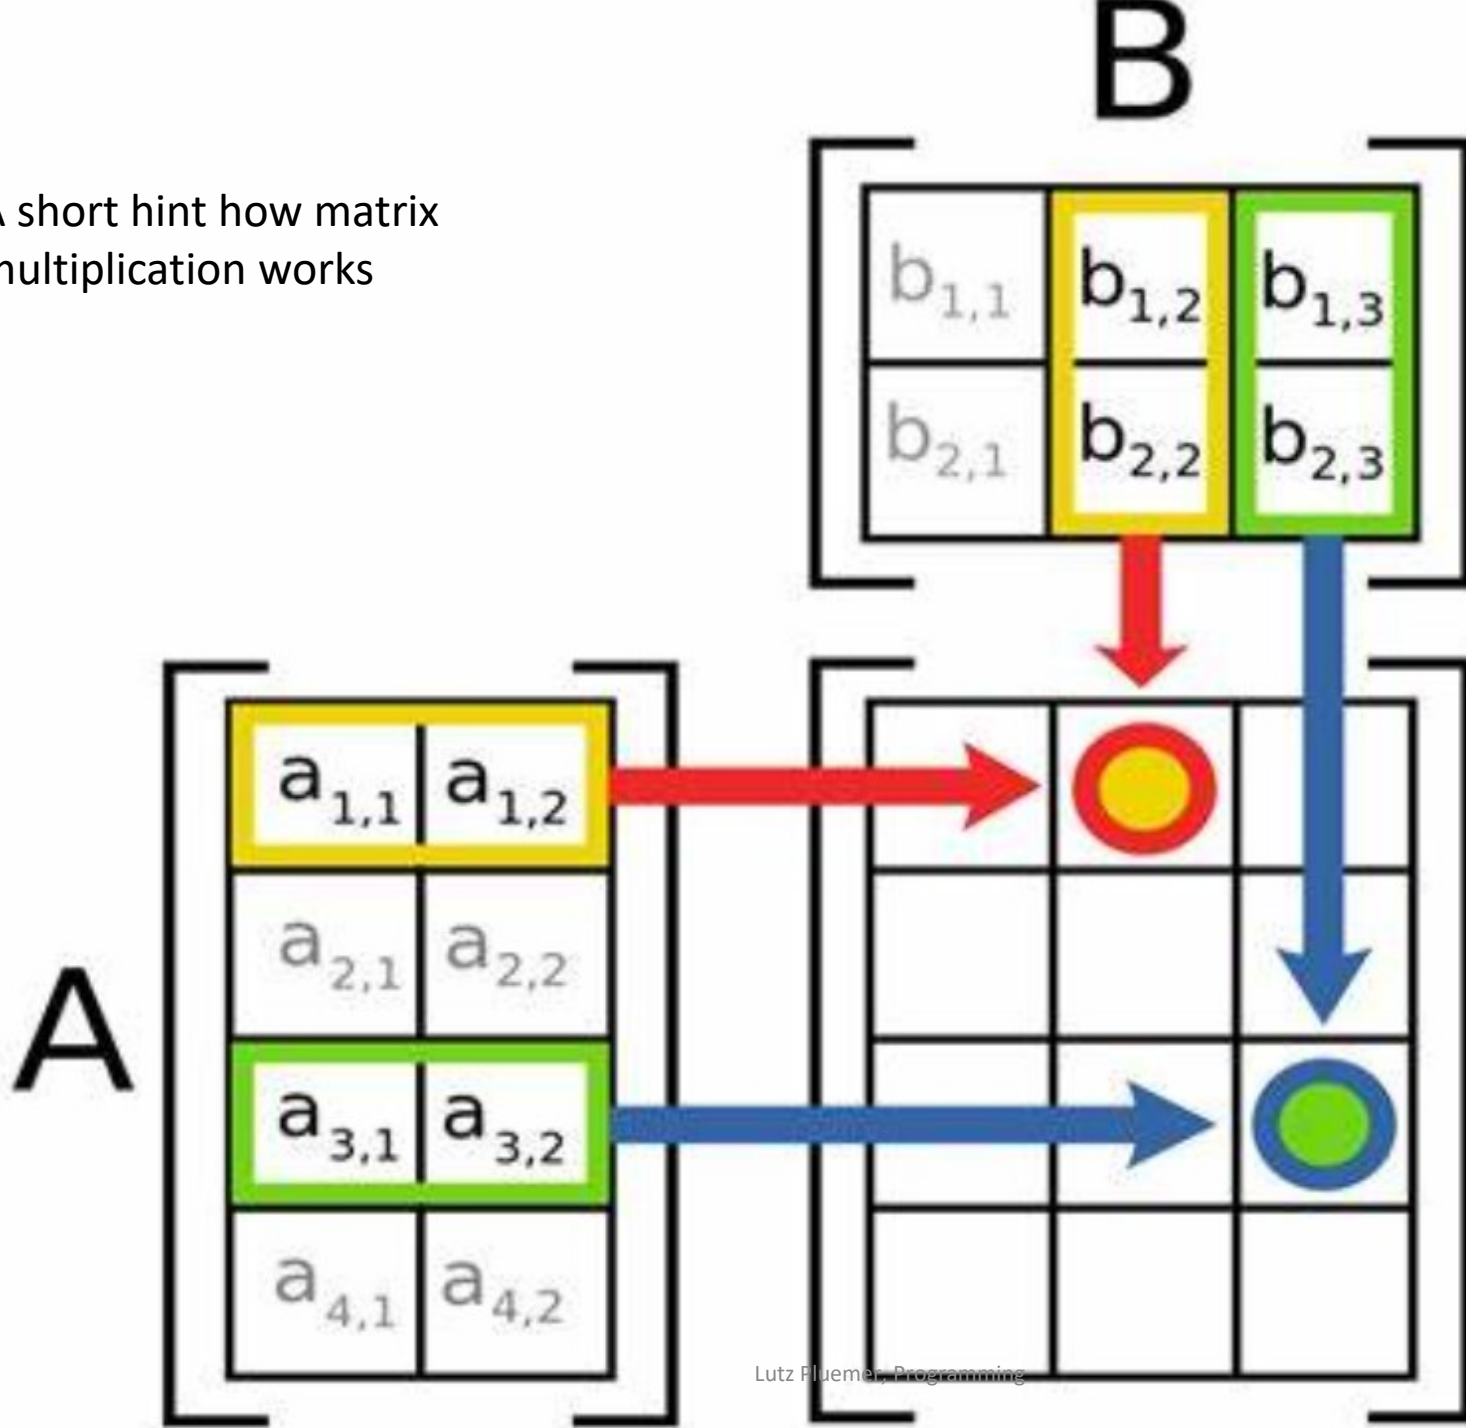 B
A short hint how matrix
multiplication works
b1,1 b1,2 b1,3
b2,1 b2,2 b2,3
a1,1 a1,2
a2,1 a2,2
A
a3,1 a3,2
a4,1 a4,2
Lutz Pluemer, Programming